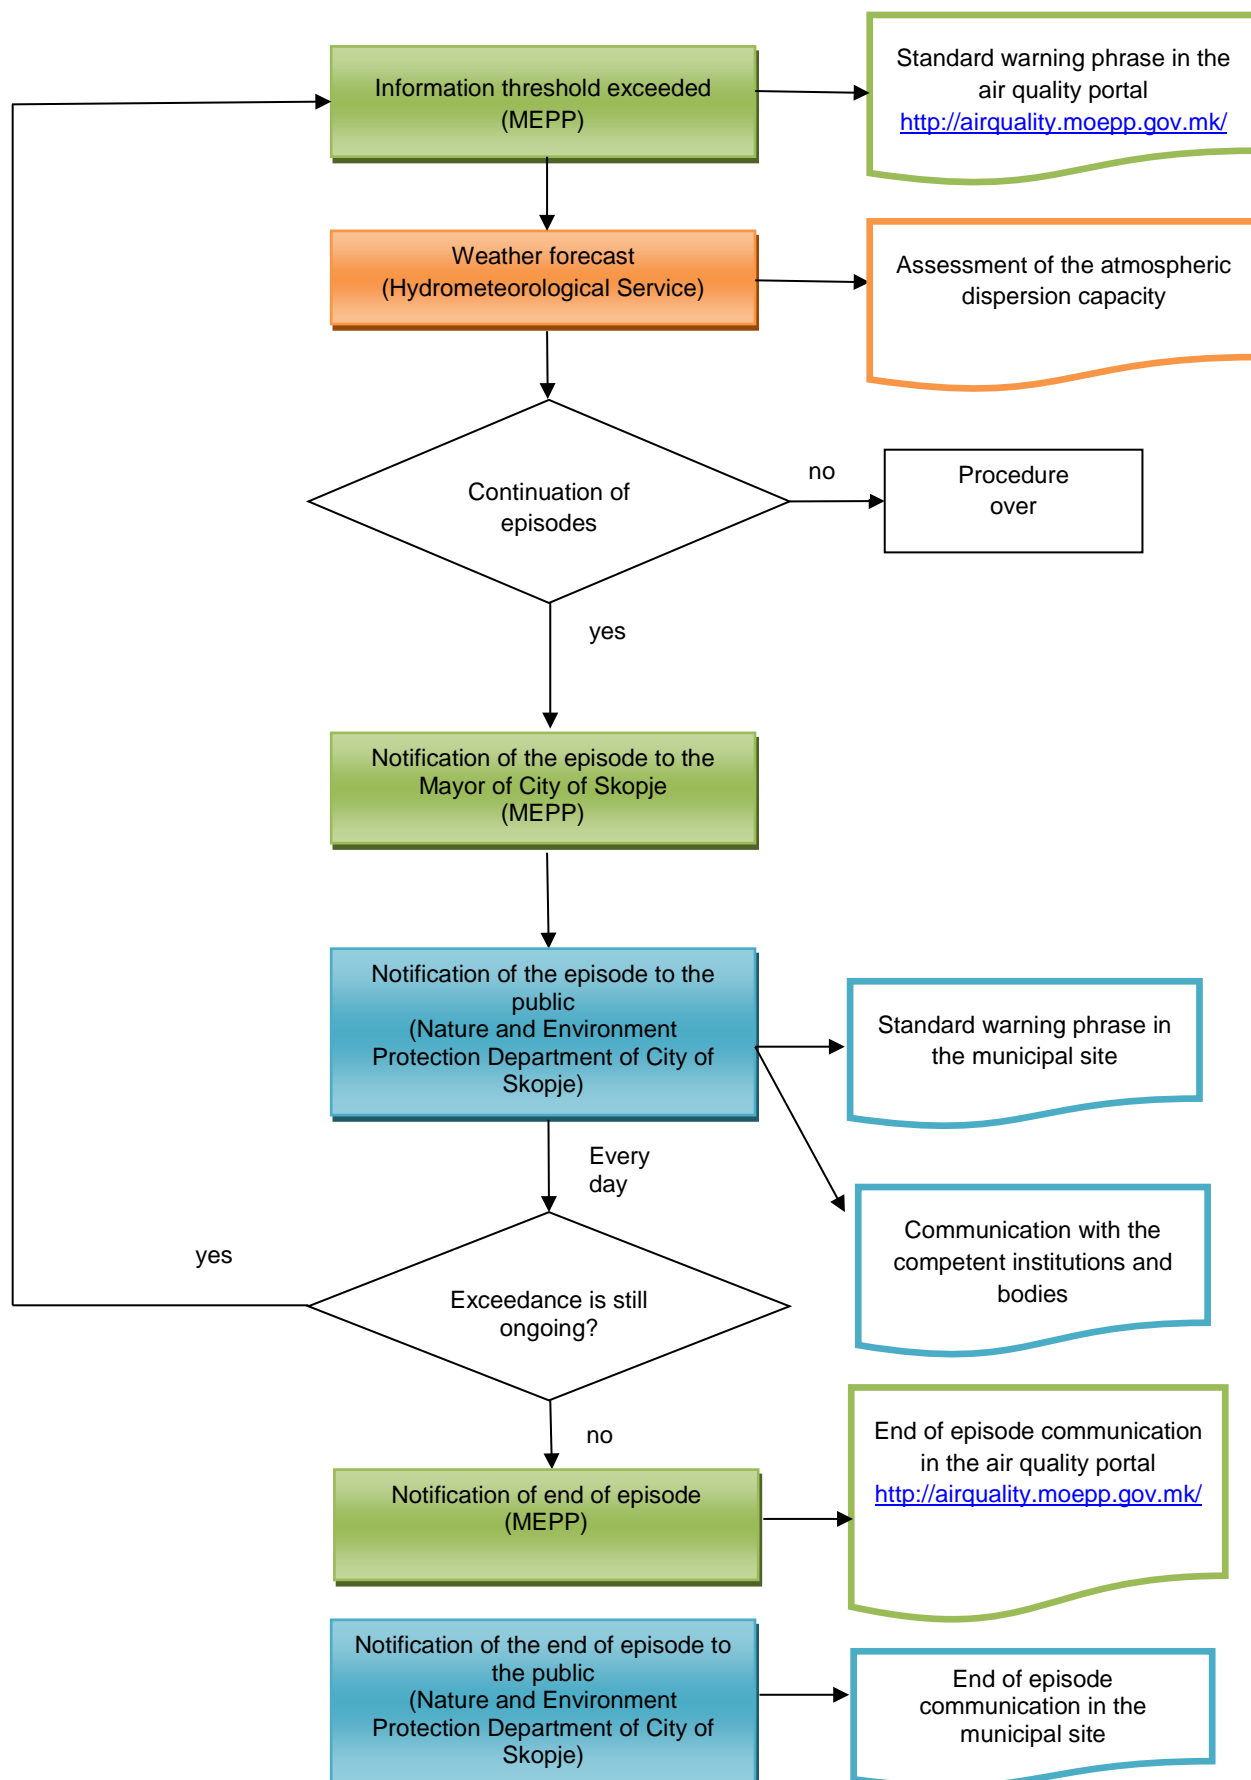 Information threshold exceeded
(MEPP)
Standard warning phrase in the
air quality portal
http://airquality.moepp.gov.mk/
Weather forecast
(Hydrometeorological Service)
Assessment of the atmospheric
dispersion capacity
Continuation of
episodes
no
Procedure
over
yes
Notification of the episode to the
Mayor of City of Skopje
(MEPP)
Notification of the episode to the
public
(Nature and Environment
Protection Department of City of
Skopje)
Standard warning phrase in
the municipal site
Every
day
Communication with the
competent institutions and
bodies
yes
Exceedance is still
ongoing?
no
End of episode communication
in the air quality portal
http://airquality.moepp.gov.mk/
Notification of end of episode
(MEPP)
Notification of the end of episode to
the public
(Nature and Environment
Protection Department of City of
Skopje)
End of episode
communication in the
municipal site